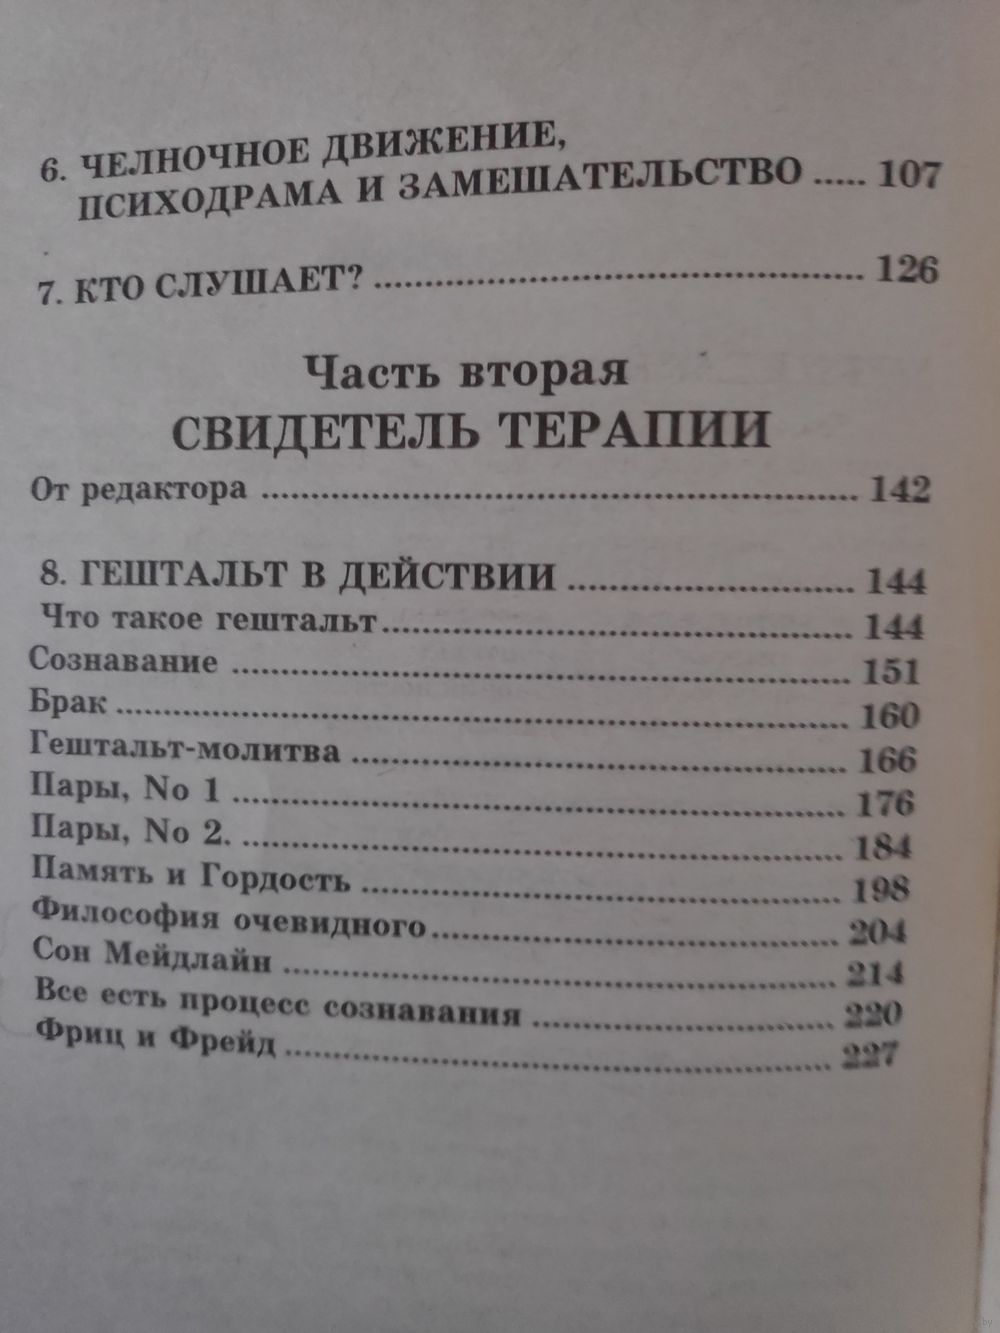 6. ЧЕЛНОЧНОЕ ДВИЖЕНИЕ,
ПСИХОДРАМА И ЗАМЕШАТЕЛЬСТВО ..... 107
7. КТО СЛУШАЕТ? ..... 126
Часть вторая
СВИДЕТЕЛЬ ТЕРАПИИ
От редактора ..... 142
8. ГЕШТАЛЬТ В ДЕЙСТВИИ ..... 144
Что такое гештальт ..... 144
Сознавание ..... 151
Брак ..... 160
Гештальт-молитва ..... 166
Пары, No 1 ..... 176
Пары, No 2. ..... 184
Память и Гордость ..... 198
Философия очевидного ..... 204
Сон Мейдлайн ..... 214
Все есть процесс сознавания ..... 220
Фриц и Фрейд ..... 227